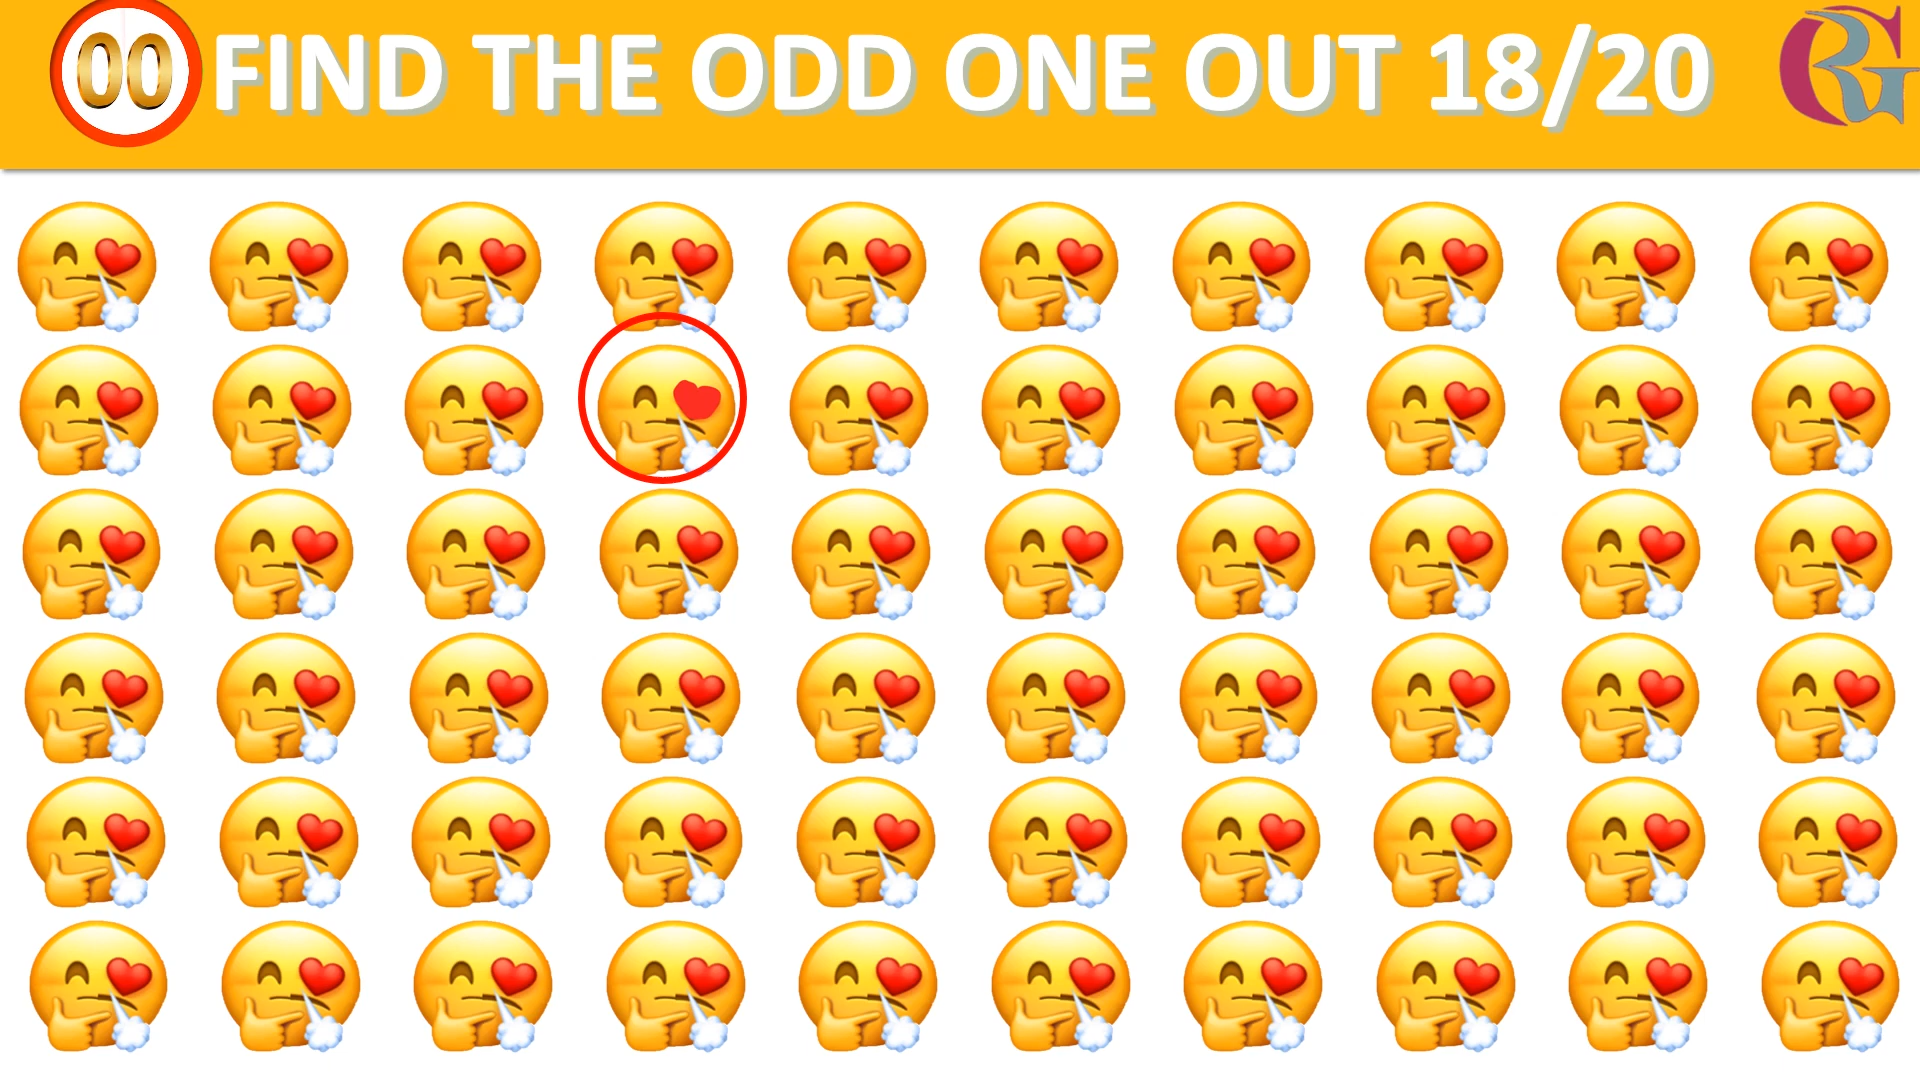 00 FIND THE ODD ONE OUT 18/20